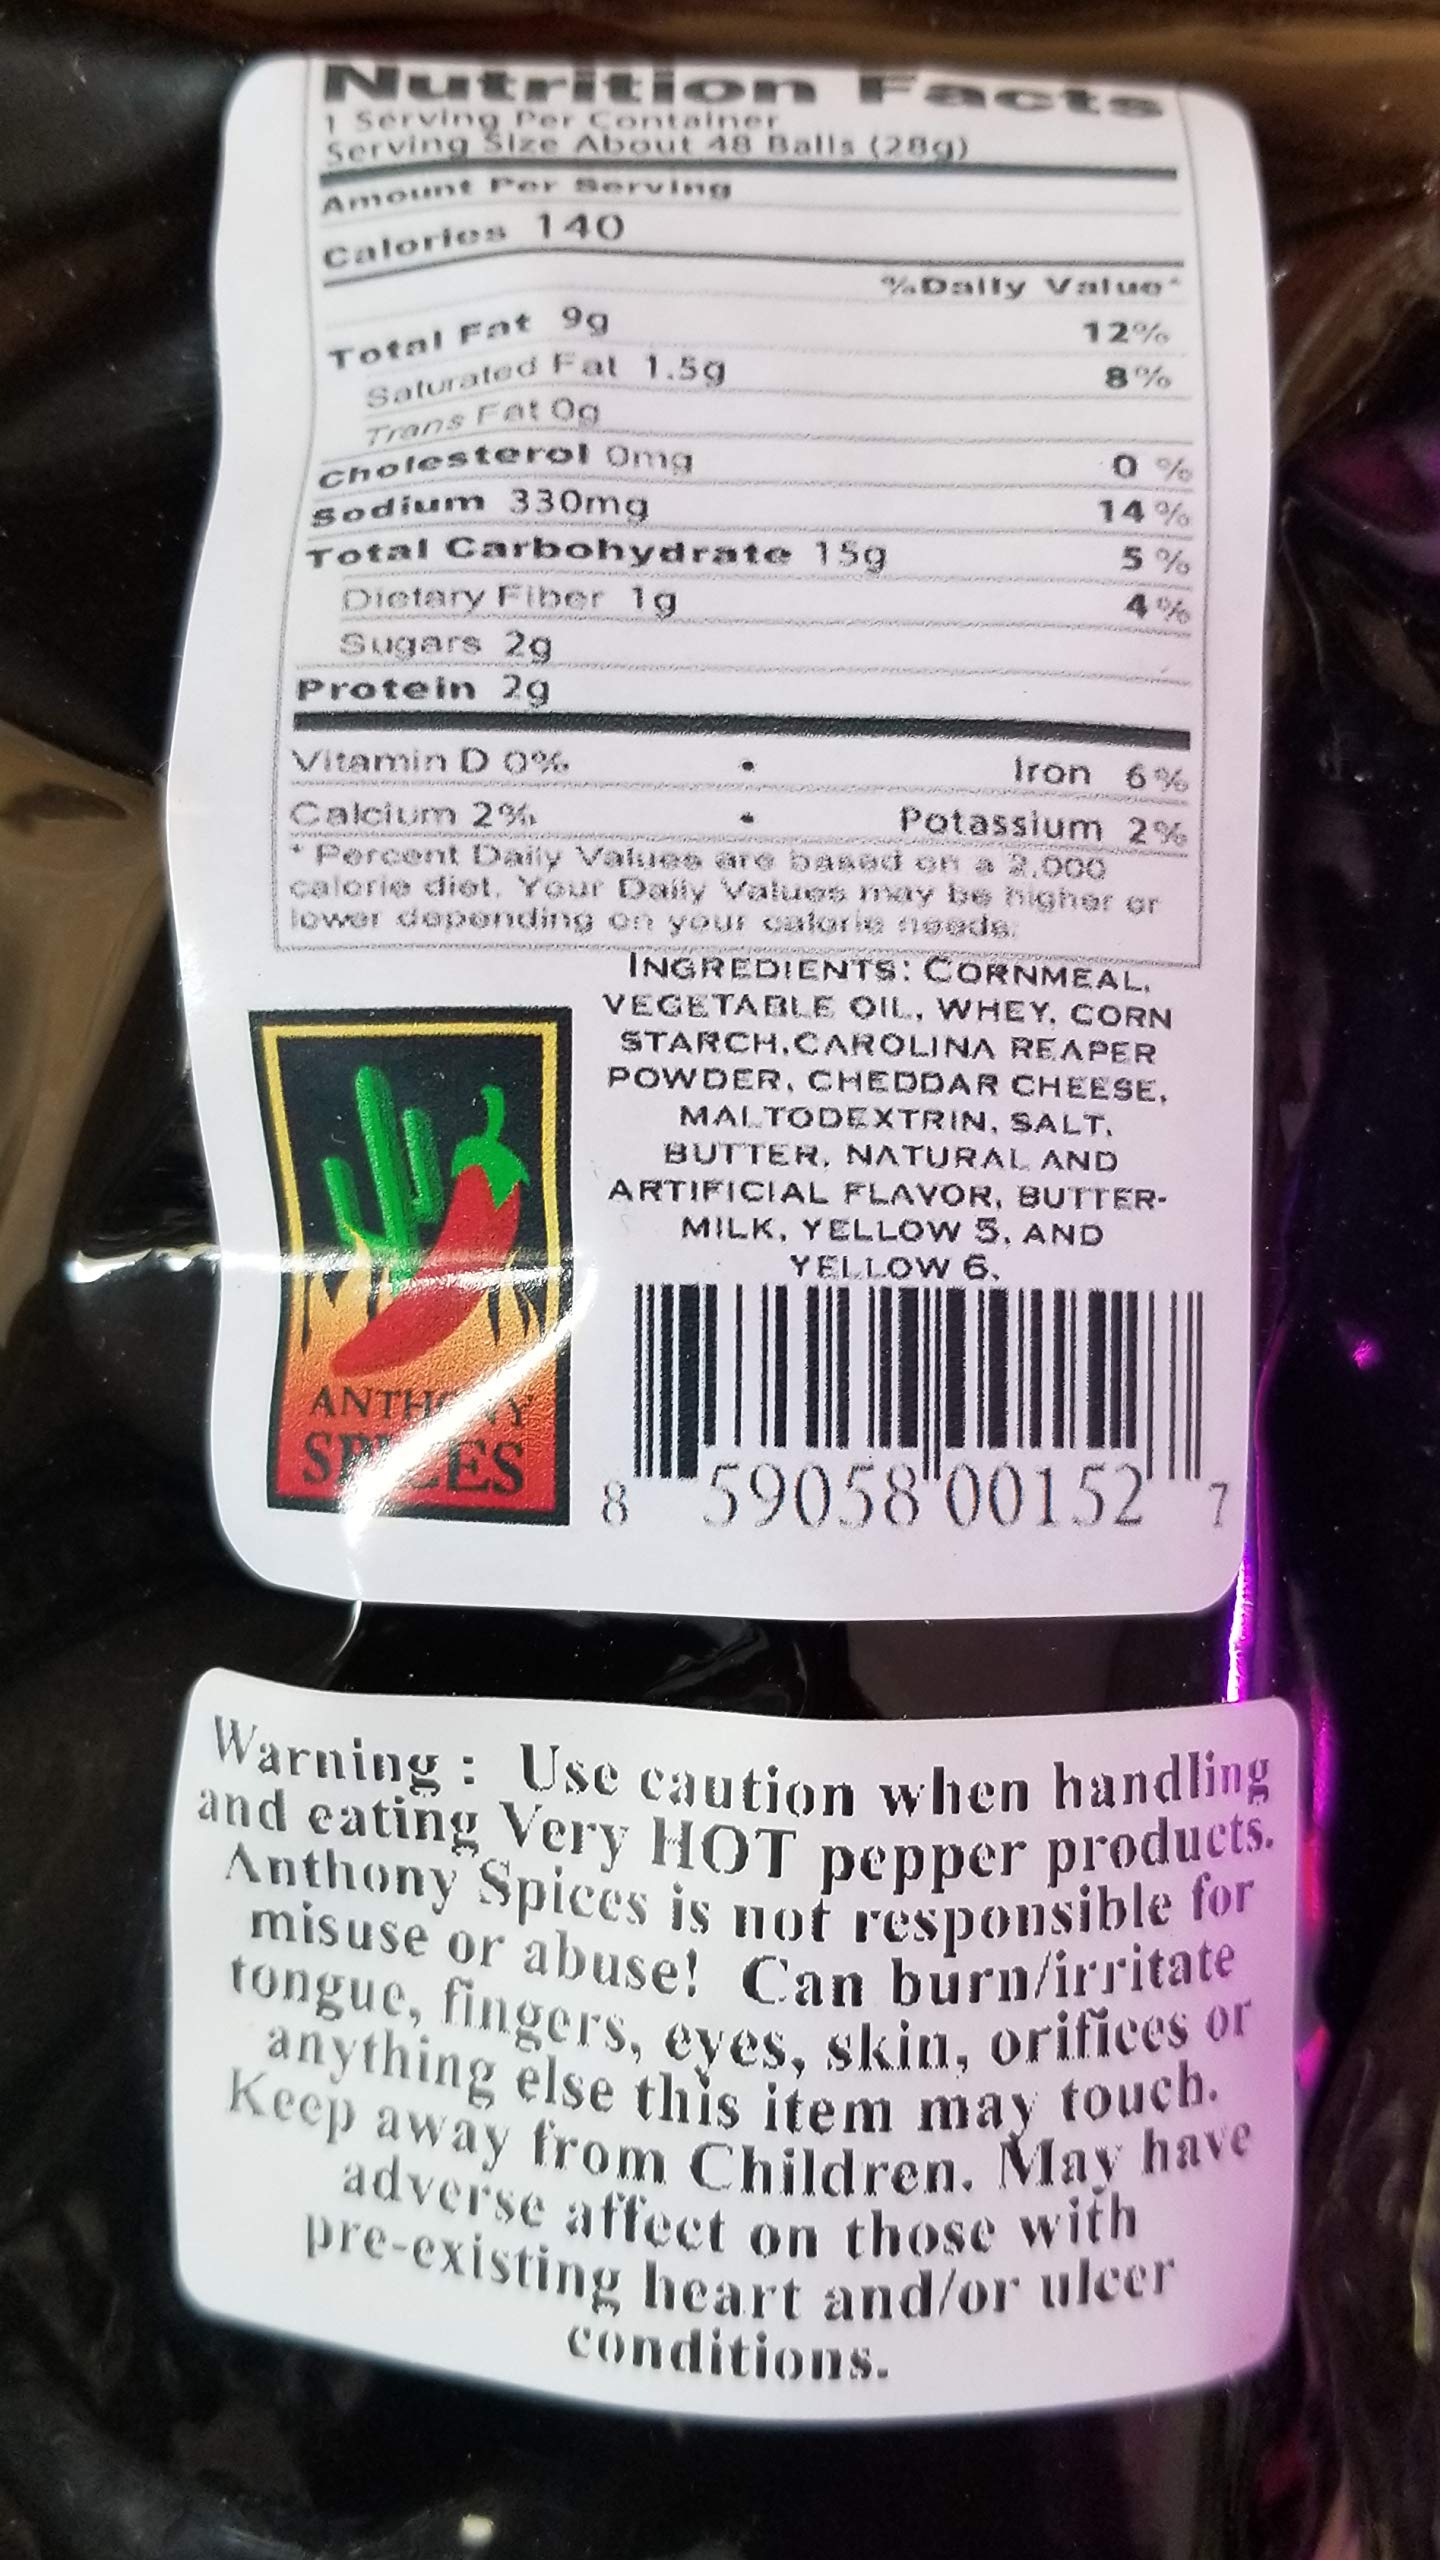 Nutrition Facts
1 Serving Per Container
Serving Size About 48 Balls (28g)
Amount Per Serving
Calories 140
%Daily Value*
Total Fat 9g 12%
Saturated Fat 1.5g 8%
Trans Fat 0g
Cholesterol 0mg 0 %
Sodium 330mg 14 %
Total Carbohydrate 15g 5 %
Dietary Fiber 1g 4%
Sugars 2g
Protein 2g
Vitamin D 0% • Iron 6%
Calcium 2% • Potassium 2%
* Percent Daily Values are based on a 2,000
calorie diet. Your Daily Values may be higher or
lower depending on your calorie needs.
INGREDIENTS: CORNMEAL,
VEGETABLE OIL, WHEY, CORN
STARCH,CAROLINA REAPER
POWDER, CHEDDAR CHEESE,
MALTODEXTRIN, SALT,
BUTTER, NATURAL AND
ARTIFICIAL FLAVOR, BUTTER-
MILK, YELLOW 5, AND
YELLOW 6.
ANTHONY
SPICES
8 59058 00152 7
Warning : Use caution when handling
and eating Very HOT pepper products.
Anthony Spices is not responsible for
misuse or abuse! Can burn/irritate
tongue, fingers, eyes, skin, orifices or
anything else this item may touch.
Keep away from Children. May have
adverse affect on those with
pre-existing heart and/or ulcer
conditions.